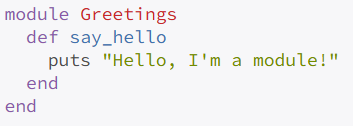 module Greetings
  def say_hello
    puts "Hello, I'm a module!"
  end
end